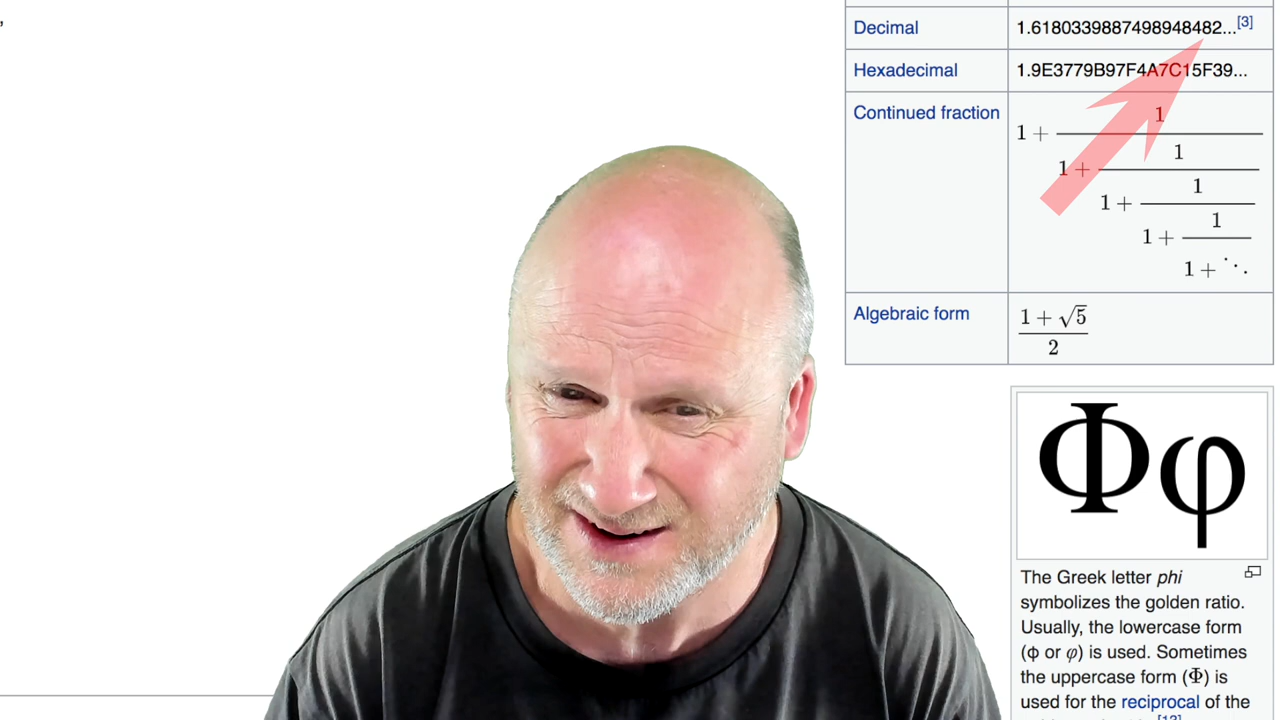 ,
Decimal 1.6180339887498948482...[3]
Hexadecimal 1.9E3779B97F4A7C15F39...
Continued fraction
1
1 +
1
1 +
1
1 +
1
1 +
1 + ⋱
Algebraic form
1 + √5
2
Φφ
The Greek letter phi
symbolizes the golden ratio.
Usually, the lowercase form
(ϕ or φ) is used. Sometimes
the uppercase form (Φ) is
used for the reciprocal of the